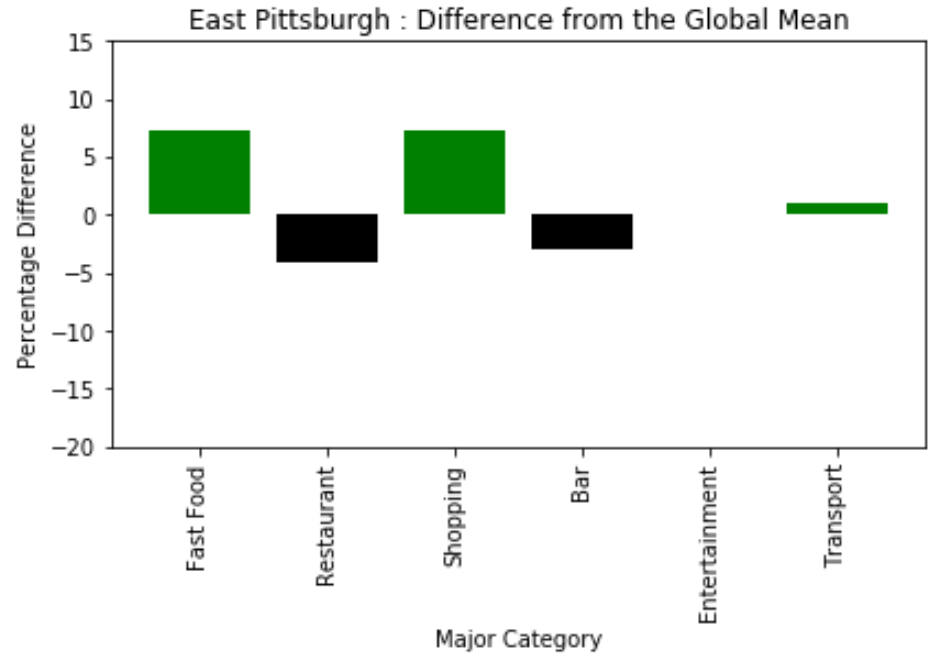 East Pittsburgh : Difference from the Global Mean
15
10
5
0
−5
−10
−15
−20
Percentage Difference
Fast Food
Restaurant
Shopping
Bar
Entertainment
Transport
Major Category